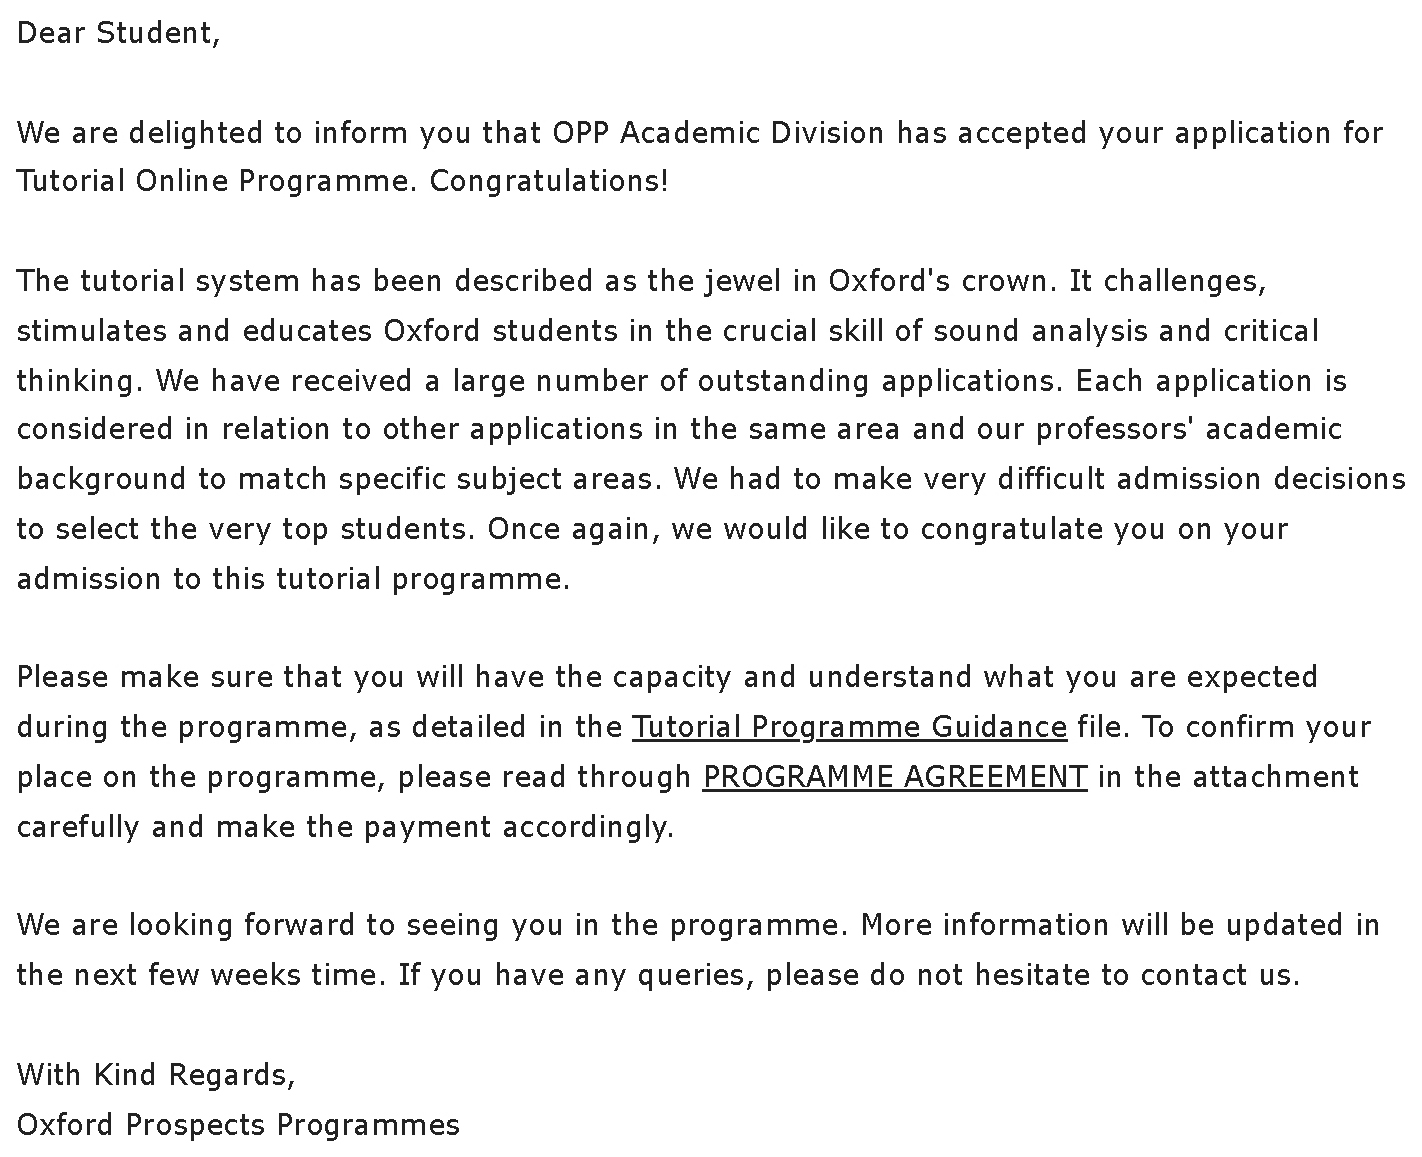 Dear Student,
We are delighted to inform you that OPP Academic Division has accepted your application for
Tutorial Online Programme. Congratulations!
The tutorial system has been described as the jewel in Oxford's crown. It challenges,
stimulates and educates Oxford students in the crucial skill of sound analysis and critical
thinking. We have received a large number of outstanding applications. Each application is
considered in relation to other applications in the same area and our professors' academic
background to match specific subject areas. We had to make very difficult admission decisions
to select the very top students. Once again, we would like to congratulate you on your
admission to this tutorial programme.
Please make sure that you will have the capacity and understand what you are expected
during the programme, as detailed in the Tutorial Programme Guidance file. To confirm your
place on the programme, please read through PROGRAMME AGREEMENT in the attachment
carefully and make the payment accordingly.
We are looking forward to seeing you in the programme. More information will be updated in
the next few weeks time. If you have any queries, please do not hesitate to contact us.
With Kind Regards,
Oxford Prospects Programmes